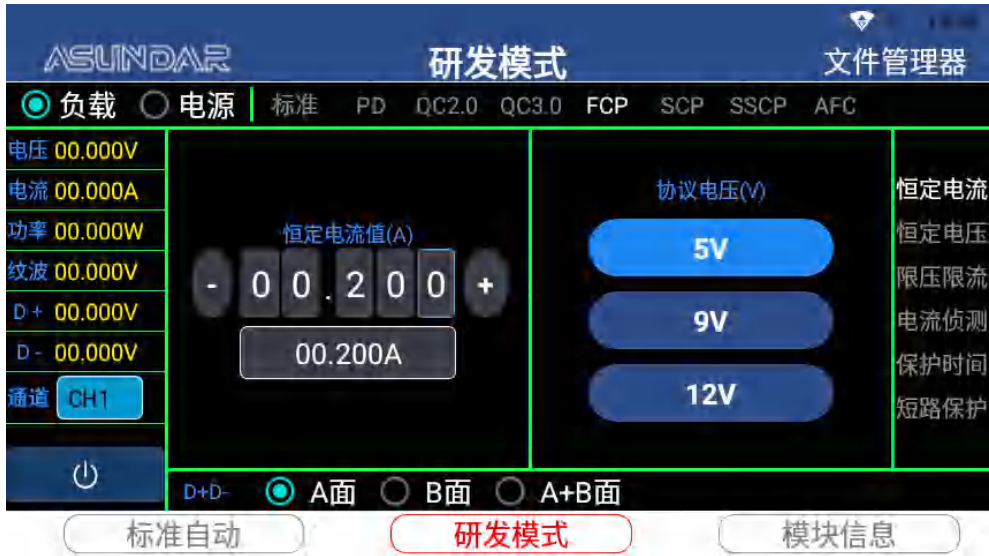 ASUNDAR 研发模式 文件管理器
负载 电源 标准 PD QC2.0 QC3.0 FCP SCP SSCP AFC
电压 00.000V
电流 00.000A
功率 00.000W
纹波 00.000V
D+ 00.000V
D- 00.000V
通道 CH1
恒定电流值(A)
- 00.200 +
00.200A
协议电压(V)
5V
9V
12V
恒定电流
恒定电压
限压限流
电流侦测
保护时间
短路保护
D+D- A面 B面 A+B面
标准自动 研发模式 模块信息